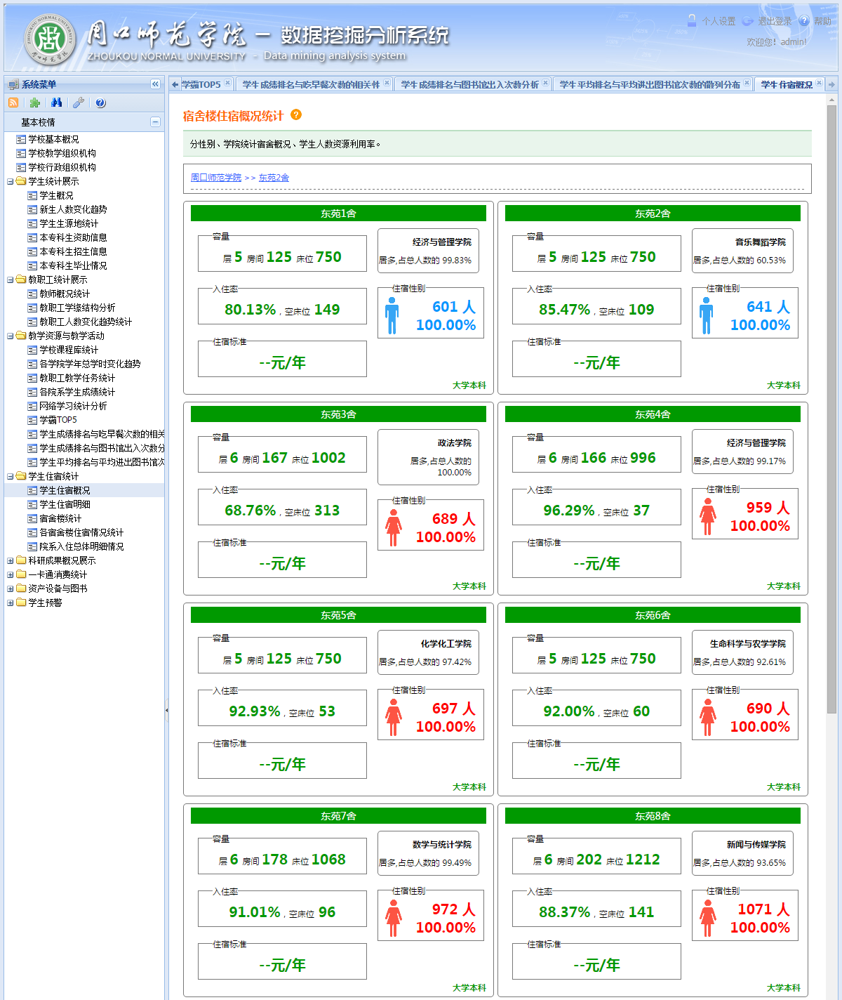 周口师范学院 — 数据挖掘分析系统
ZHOUKOU NORMAL UNIVERSITY - Data mining analysis system
个人设置 退出登录 帮助
欢迎您！admin!
系统菜单
学霸TOP5 学生成绩排名与吃早餐次数的相关性 学生成绩排名与图书馆出入次数分析 学生平均排名与平均进出图书馆次数的散列分布 学生住宿概况
基本校情
学校基本概况
学校教学组织机构
学校行政组织机构
学生统计展示
学生概况
新生人数变化趋势
学生生源地统计
本专科生资助信息
本专科生招生信息
本专科生毕业情况
教职工统计展示
教师概况统计
教职工学缘结构分析
教职工人数变化趋势统计
教学资源与教学活动
学校课程库统计
各学院学年总学时变化趋势
教职工教学任务统计
各院系学生成绩统计
网络学习统计分析
学霸TOP5
学生成绩排名与吃早餐次数的相关
学生成绩排名与图书馆出入次数分
学生平均排名与平均进出图书馆次
学生住宿统计
学生住宿概况
学生住宿明细
宿舍楼统计
各宿舍楼住宿情况统计
院系入住总体明细情况
科研成果概况展示
一卡通消费统计
资产设备与图书
学生预警
宿舍楼住宿概况统计
分性别、学院统计宿舍概况、学生人数资源利用率。
周口师范学院 >> 东苑2舍
东苑1舍
容量
层 5 房间 125 床位 750
经济与管理学院
居多,占总人数的 99.83%
入住率
80.13% , 空床位 149
住宿性别
601 人
100.00%
住宿标准
--元/年
大学本科
东苑2舍
容量
层 5 房间 125 床位 750
音乐舞蹈学院
居多,占总人数的 60.53%
入住率
85.47% , 空床位 109
住宿性别
641 人
100.00%
住宿标准
--元/年
大学本科
东苑3舍
容量
层 6 房间 167 床位 1002
政法学院
居多,占总人数的
100.00%
入住率
68.76% , 空床位 313
住宿性别
689 人
100.00%
住宿标准
--元/年
大学本科
东苑4舍
容量
层 6 房间 166 床位 996
经济与管理学院
居多,占总人数的 99.17%
入住率
96.29% , 空床位 37
住宿性别
959 人
100.00%
住宿标准
--元/年
大学本科
东苑5舍
容量
层 5 房间 125 床位 750
化学化工学院
居多,占总人数的 97.42%
入住率
92.93% , 空床位 53
住宿性别
697 人
100.00%
住宿标准
--元/年
大学本科
东苑6舍
容量
层 5 房间 125 床位 750
生命科学与农学学院
居多,占总人数的 92.61%
入住率
92.00% , 空床位 60
住宿性别
690 人
100.00%
住宿标准
--元/年
大学本科
东苑7舍
容量
层 6 房间 178 床位 1068
数学与统计学院
居多,占总人数的 99.49%
入住率
91.01% , 空床位 96
住宿性别
972 人
100.00%
住宿标准
--元/年
大学本科
东苑8舍
容量
层 6 房间 202 床位 1212
新闻与传媒学院
居多,占总人数的 93.65%
入住率
88.37% , 空床位 141
住宿性别
1071 人
100.00%
住宿标准
--元/年
大学本科